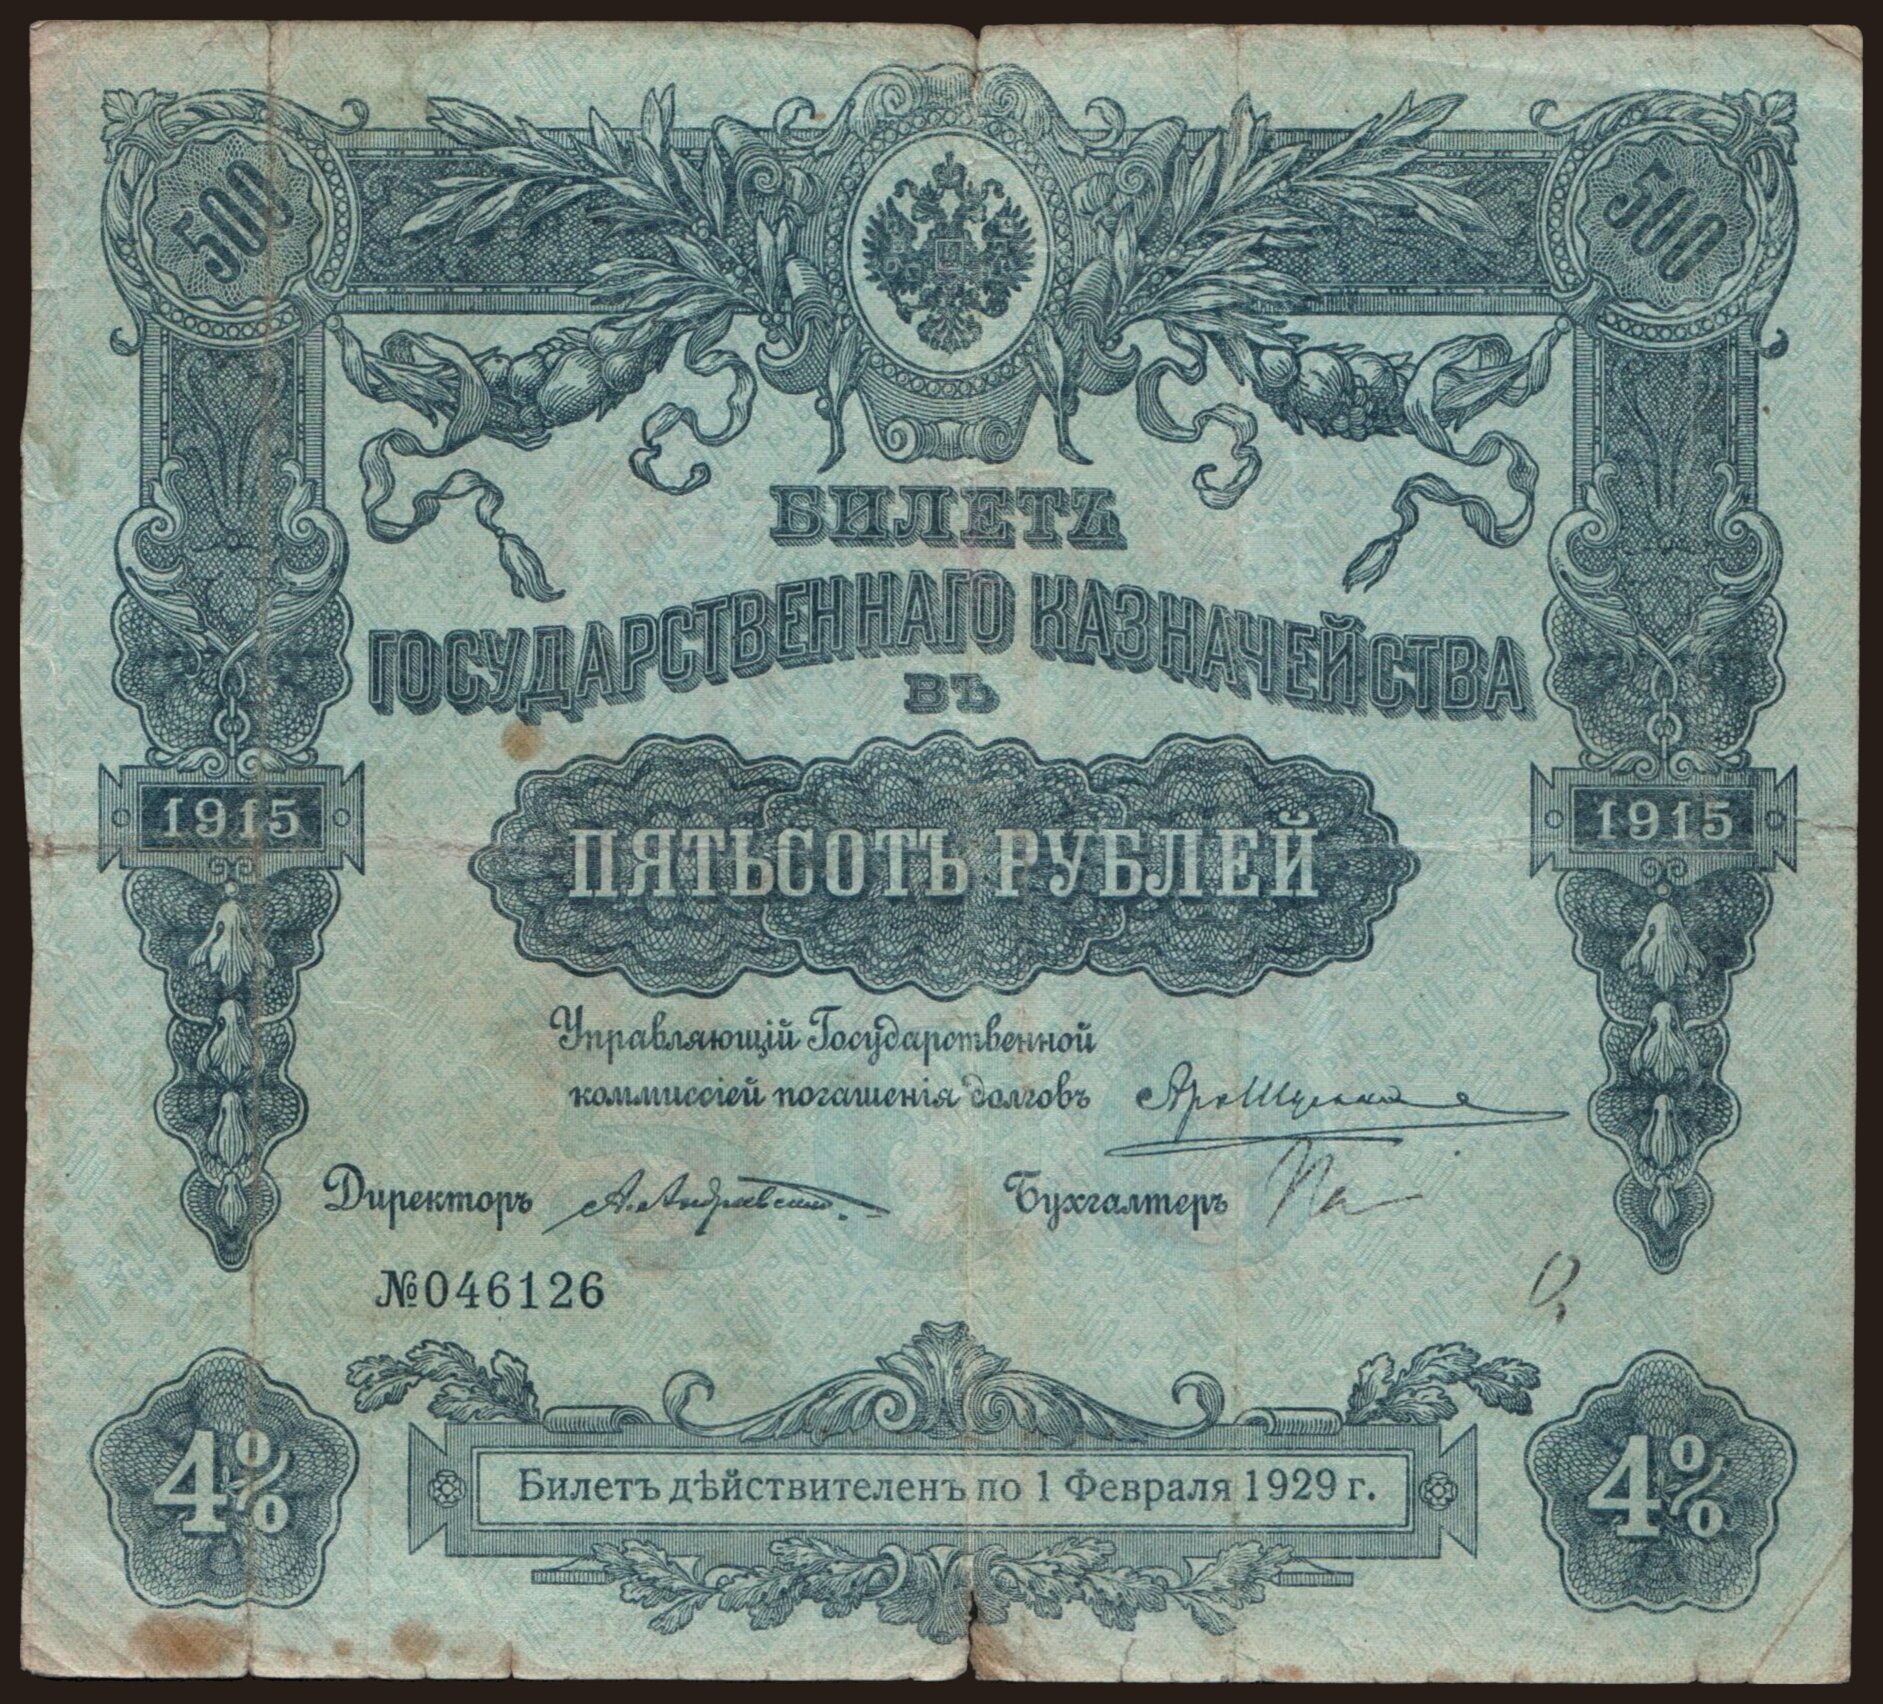 500 500
БИЛЕТЪ
ГОСУДАРСТВЕННАГО КАЗНАЧЕЙСТВА
ВЪ
1915 1915
ПЯТЬСОТЪ РУБЛЕЙ
Управляющій Государственной
коммиссіей погашенія долговъ
Директоръ Бухгалтеръ
№046126
4% 4%
Билетъ дѣйствителенъ по 1 Февраля 1929 г.